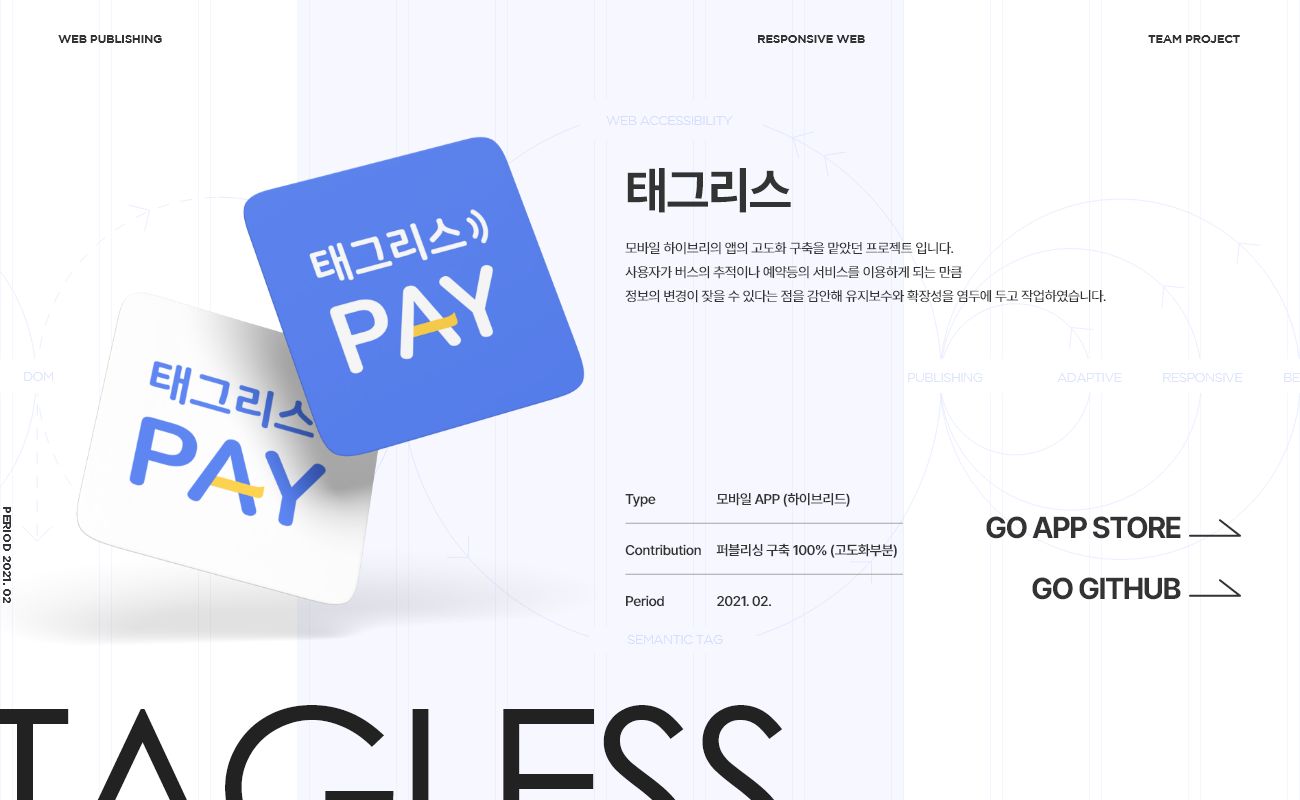 WEB PUBLISHING
RESPONSIVE WEB
TEAM PROJECT
WEB ACCESSIBILITY
태그리스
PAY
태그리스
PAY
태그리스
모바일 하이브리의 앱의 고도화 구축을 맡았던 프로젝트 입니다.
사용자가 버스의 추적이나 예약등의 서비스를 이용하게 되는 만큼
정보의 변경이 잦을 수 있다는 점을 감안해 유지보수와 확장성을 염두에 두고 작업하였습니다.
DOM
PUBLISHING
ADAPTIVE
RESPONSIVE
BE
Type 모바일 APP (하이브리드)
Contribution 퍼블리싱 구축 100% (고도화부분)
Period 2021. 02.
GO APP STORE
GO GITHUB
PERIOD 2021. 02
SEMANTIC TAG
TAGLESS